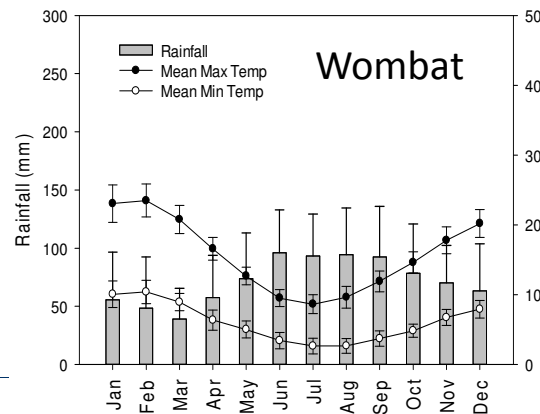 Wombat
Rainfall
Mean Max Temp
Mean Min Temp
Rainfall (mm)
300
250
200
150
100
50
0
50
40
30
20
10
0
Jan
Feb
Mar
Apr
May
Jun
Jul
Aug
Sep
Oct
Nov
Dec